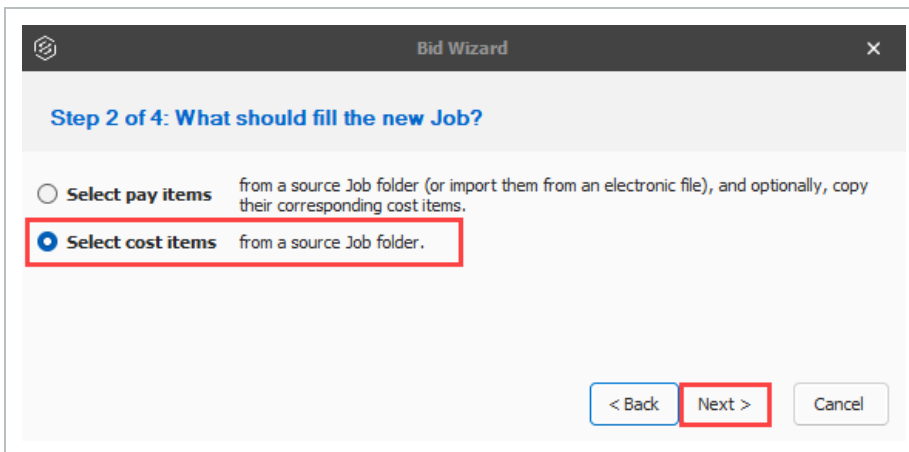 Bid Wizard
Step 2 of 4: What should fill the new Job?
Select pay items from a source Job folder (or import them from an electronic file), and optionally, copy
their corresponding cost items.
Select cost items from a source Job folder.
< Back Next > Cancel